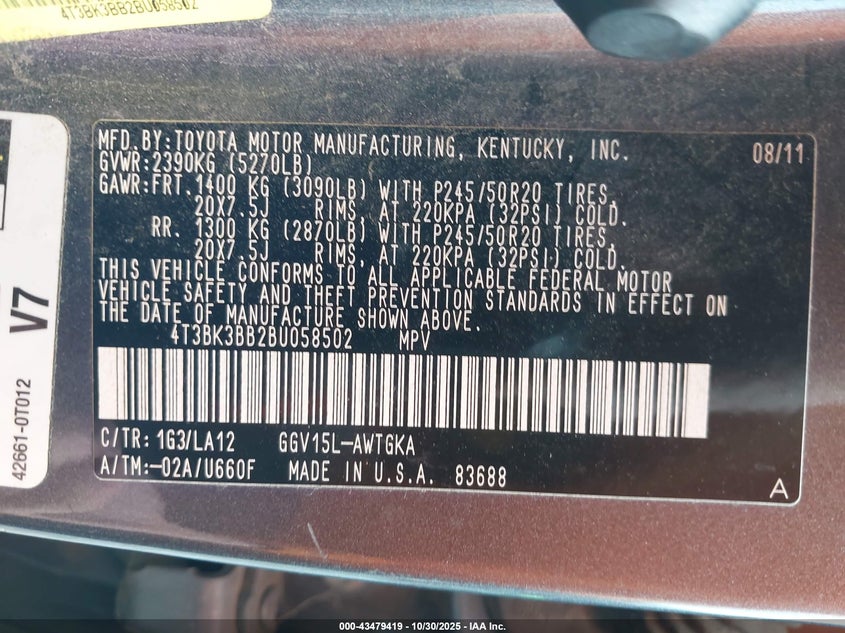 4T3BK3BB2BU058502
MFD.BY:TOYOTA MOTOR MANUFACTURING, KENTUCKY, INC. 08/11
GVWR:2390KG (5270LB)
GAWR:FRT.1400 KG (3090LB) WITH P245/50R20 TIRES,
20X7.5J RIMS, AT 220KPA (32PSI) COLD.
RR. 1300 KG (2870LB) WITH P245/50R20 TIRES,
20X7.5J RIMS, AT 220KPA (32PSI) COLD.
THIS VEHICLE CONFORMS TO ALL APPLICABLE FEDERAL MOTOR
VEHICLE SAFETY AND THEFT PREVENTION STANDARDS IN EFFECT ON
THE DATE OF MANUFACTURE SHOWN ABOVE.
4T3BK3BB2BU058502 MPV
C/TR: 1G3/LA12 GGV15L-AWTGKA
A/TM:-02A/U660F MADE IN U.S.A. 83688
A
42661-0T012
V7
000-43479419 - 10/30/2025 - IAA Inc.